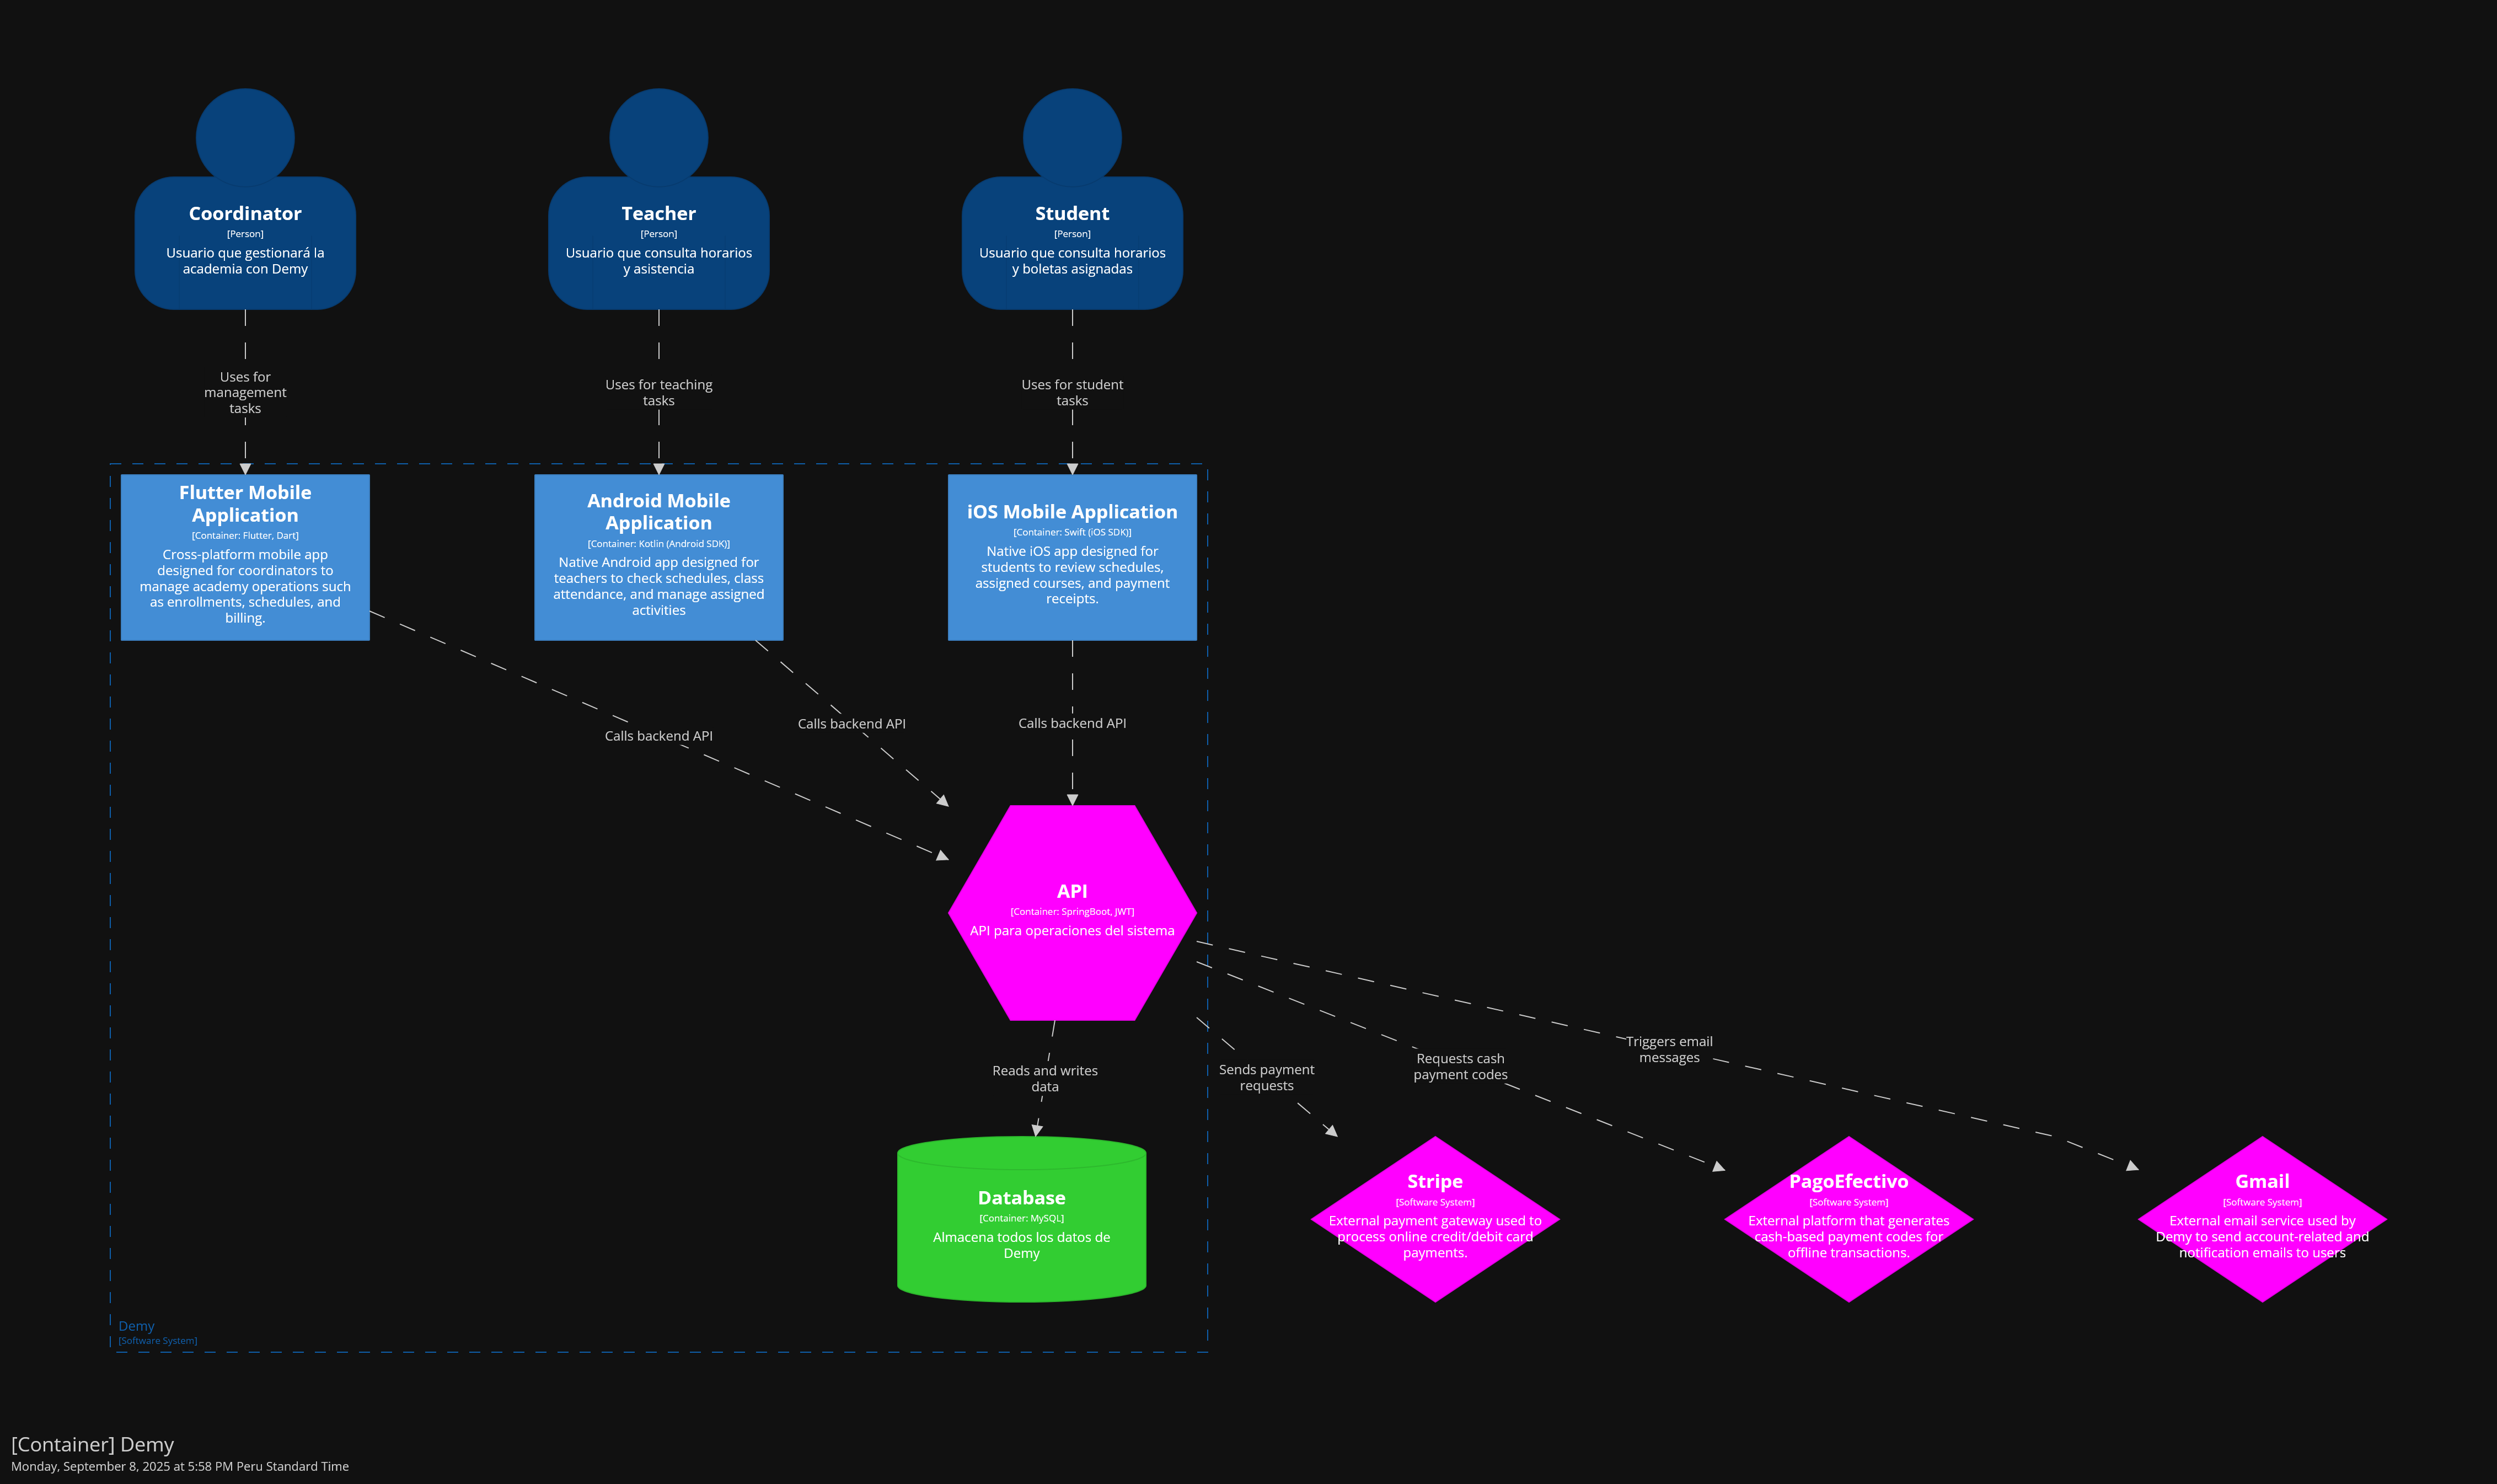 Coordinator
[Person]
Usuario que gestionará la
academia con Demy
Teacher
[Person]
Usuario que consulta horarios
y asistencia
Student
[Person]
Usuario que consulta horarios
y boletas asignadas
Uses for
management
tasks
Uses for teaching
tasks
Uses for student
tasks
Flutter Mobile
Application
[Container: Flutter, Dart]
Cross-platform mobile app
designed for coordinators to
manage academy operations such
as enrollments, schedules, and
billing.
Android Mobile
Application
[Container: Kotlin (Android SDK)]
Native Android app designed for
teachers to check schedules, class
attendance, and manage assigned
activities
iOS Mobile Application
[Container: Swift (iOS SDK)]
Native iOS app designed for
students to review schedules,
assigned courses, and payment
receipts.
Calls backend API
Calls backend API
Calls backend API
API
[Container: SpringBoot, JWT]
API para operaciones del sistema
Reads and writes
data
Sends payment
requests
Requests cash
payment codes
Triggers email
messages
Database
[Container: MySQL]
Almacena todos los datos de
Demy
Stripe
[Software System]
External payment gateway used to
process online credit/debit card
payments.
PagoEfectivo
[Software System]
External platform that generates
cash-based payment codes for
offline transactions.
Gmail
[Software System]
External email service used by
Demy to send account-related and
notification emails to users
Demy
[Software System]
[Container] Demy
Monday, September 8, 2025 at 5:58 PM Peru Standard Time